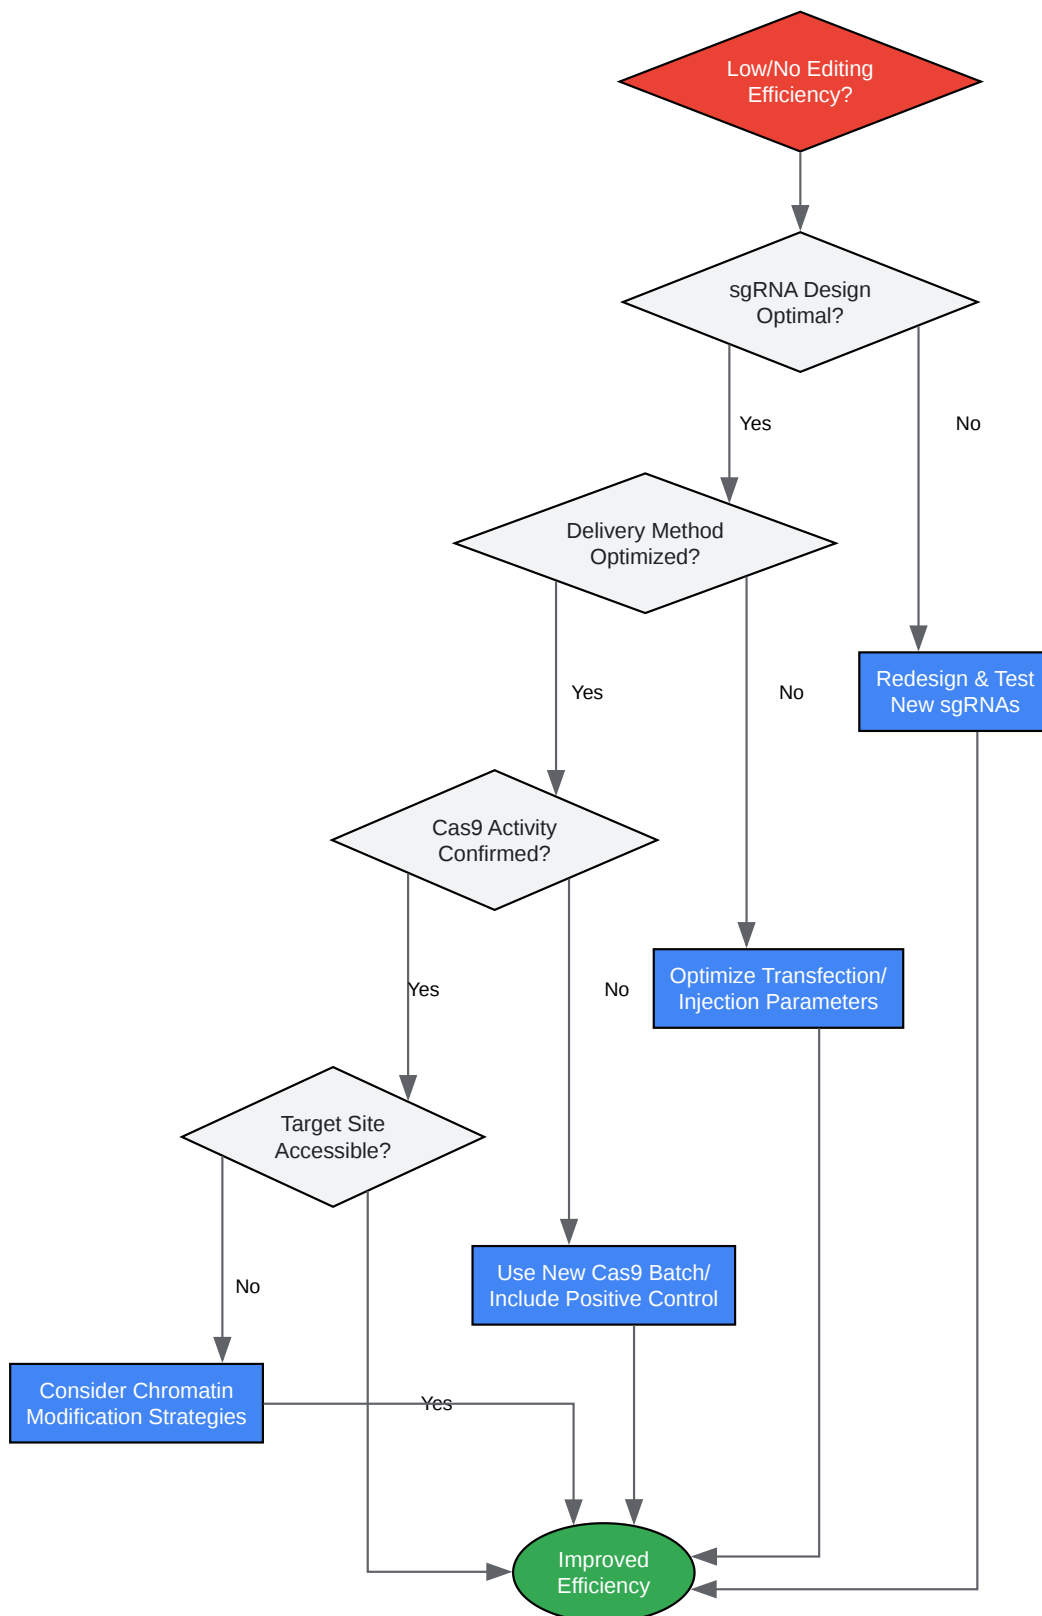 Low/No Editing
Efficiency?
sgRNA Design
Optimal?
Yes
No
Delivery Method
Optimized?
Yes
No
Redesign & Test
New sgRNAs
Cas9 Activity
Confirmed?
Yes
No
Optimize Transfection/
Injection Parameters
Target Site
Accessible?
No
Use New Cas9 Batch/
Include Positive Control
Consider Chromatin
Modification Strategies
Yes
Improved
Efficiency